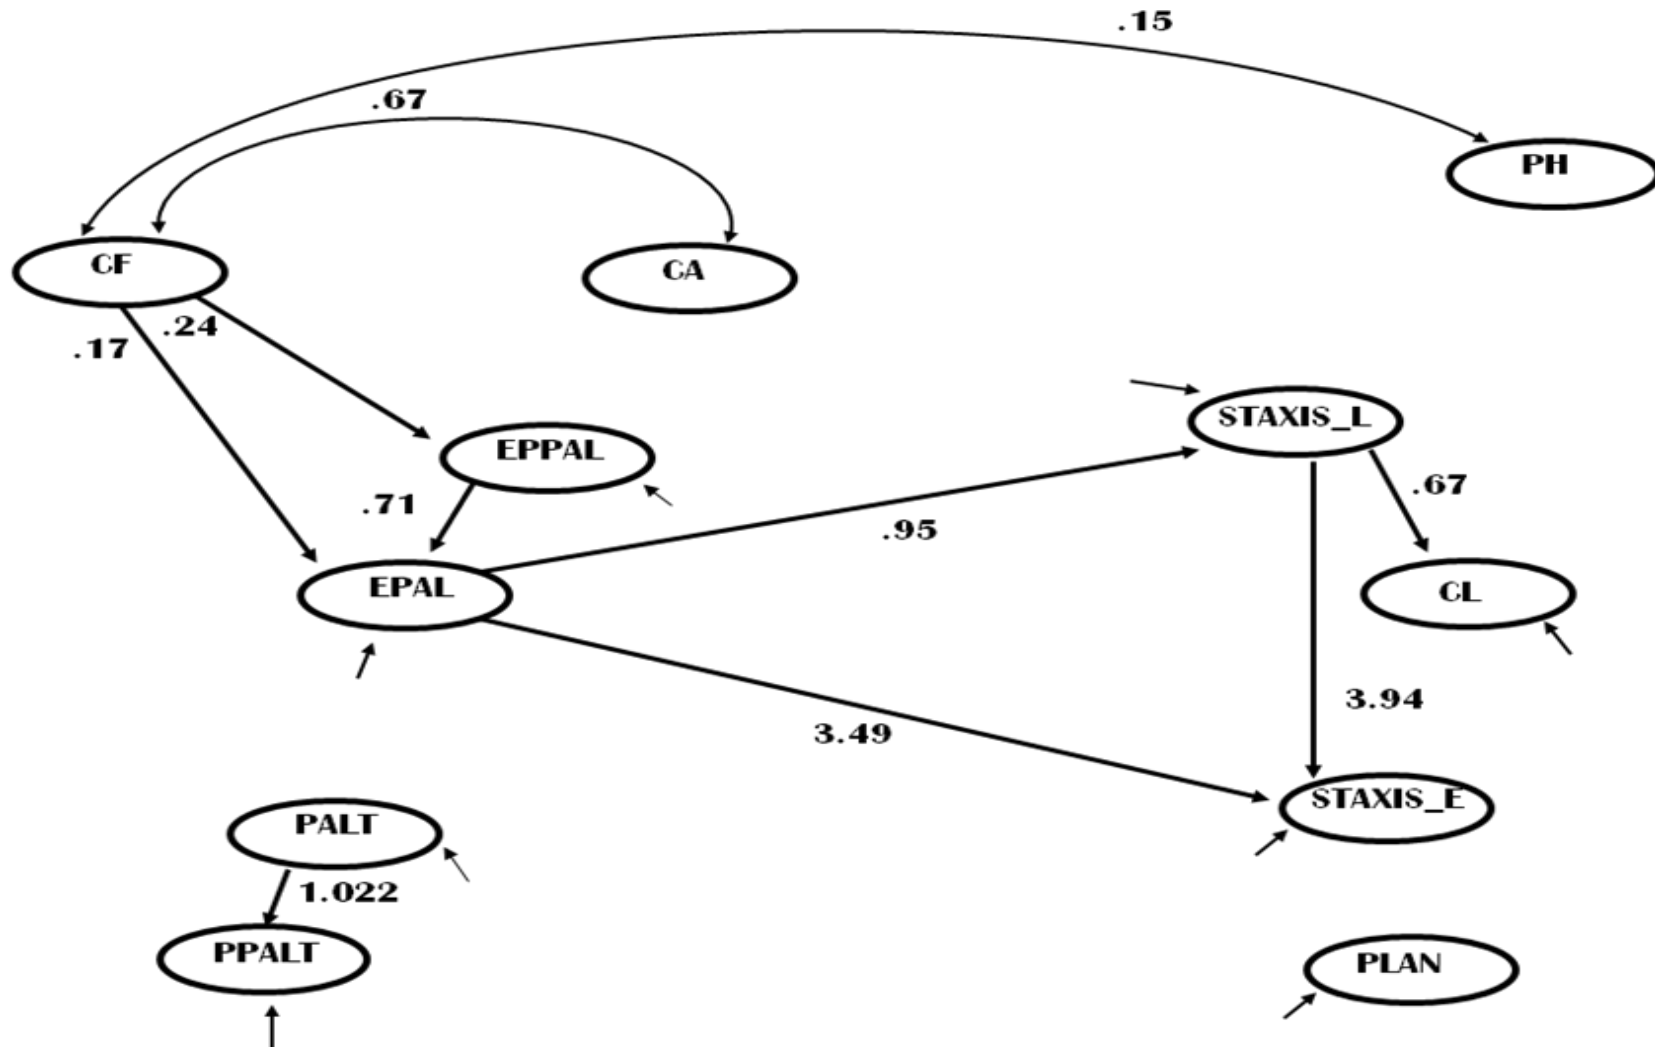 .15
.67
PH
CF
CA
.24
.17
STAXIS_L
EPPAL
.67
.71
.95
EPAL
CL
3.94
3.49
STAXIS_E
PALT
1.022
PPALT
PLAN